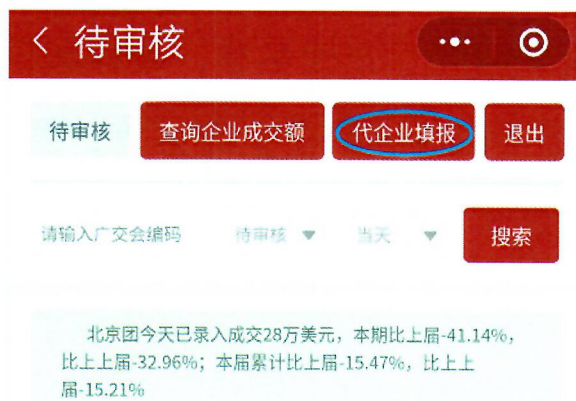 待审核
待审核 查询企业成交额 代企业填报 退出
请输入广交会编码 待审核 当天 搜索
北京团今天已录入成交28万美元，本期比上届-41.14%，
比上上届-32.96%；本届累计比上届-15.47%，比上上
届-15.21%